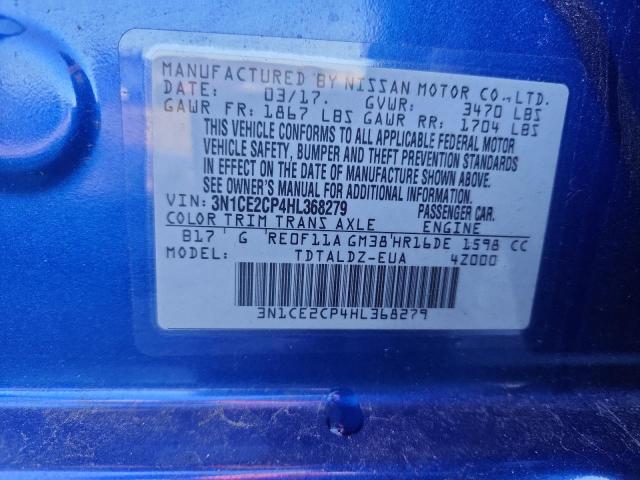 MANUFACTURED BY NISSAN MOTOR CO.,LTD.
DATE: 03/17. GVWR: 3470 LBS
GAWR FR: 1867 LBS GAWR RR: 1704 LBS
THIS VEHICLE CONFORMS TO ALL APPLICABLE FEDERAL MOTOR
VEHICLE SAFETY, BUMPER AND THEFT PREVENTION STANDARDS
IN EFFECT ON THE DATE OF MANUFACTURE SHOWN ABOVE.
SEE OWNER'S MANUAL FOR ADDITIONAL INFORMATION.
VIN: 3N1CE2CP4HL368279 PASSENGER CAR.
COLOR TRIM TRANS AXLE ENGINE
B17 G RE0F11A GM38 HR16DE 1598 CC
MODEL: TDTALDZ-EUA 4Z000
3N1CE2CP4HL368279